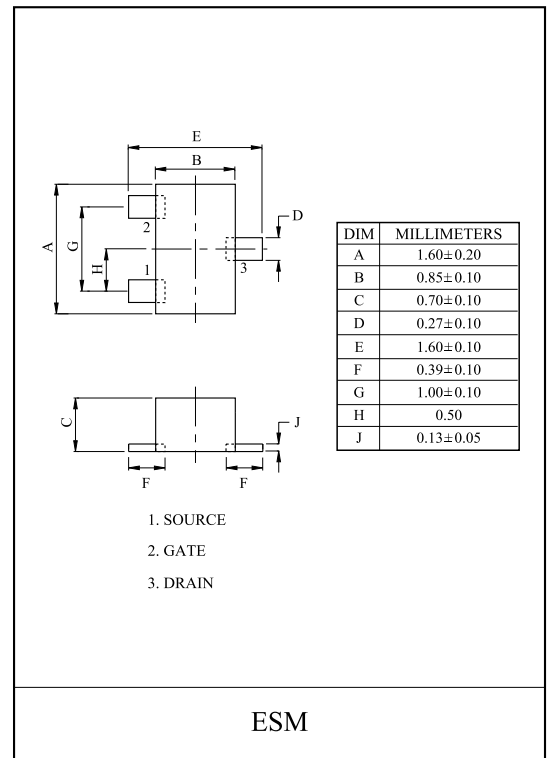 E
B
D
2
A
G
H
1
3
DIM MILLIMETERS
A 1.60±0.20
B 0.85±0.10
C 0.70±0.10
D 0.27±0.10
E 1.60±0.10
F 0.39±0.10
G 1.00±0.10
H 0.50
J 0.13±0.05
C
J
F F
1. SOURCE
2. GATE
3. DRAIN
ESM